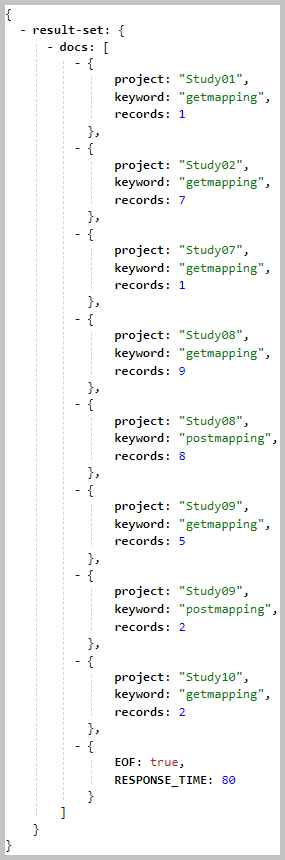 {
- result-set: {
- docs: [
- {
project: "Study01",
keyword: "getmapping",
records: 1
},
- {
project: "Study02",
keyword: "getmapping",
records: 7
},
- {
project: "Study07",
keyword: "getmapping",
records: 1
},
- {
project: "Study08",
keyword: "getmapping",
records: 9
},
- {
project: "Study08",
keyword: "postmapping",
records: 8
},
- {
project: "Study09",
keyword: "getmapping",
records: 5
},
- {
project: "Study09",
keyword: "postmapping",
records: 2
},
- {
project: "Study10",
keyword: "getmapping",
records: 2
},
- {
EOF: true,
RESPONSE_TIME: 80
}
]
}
}